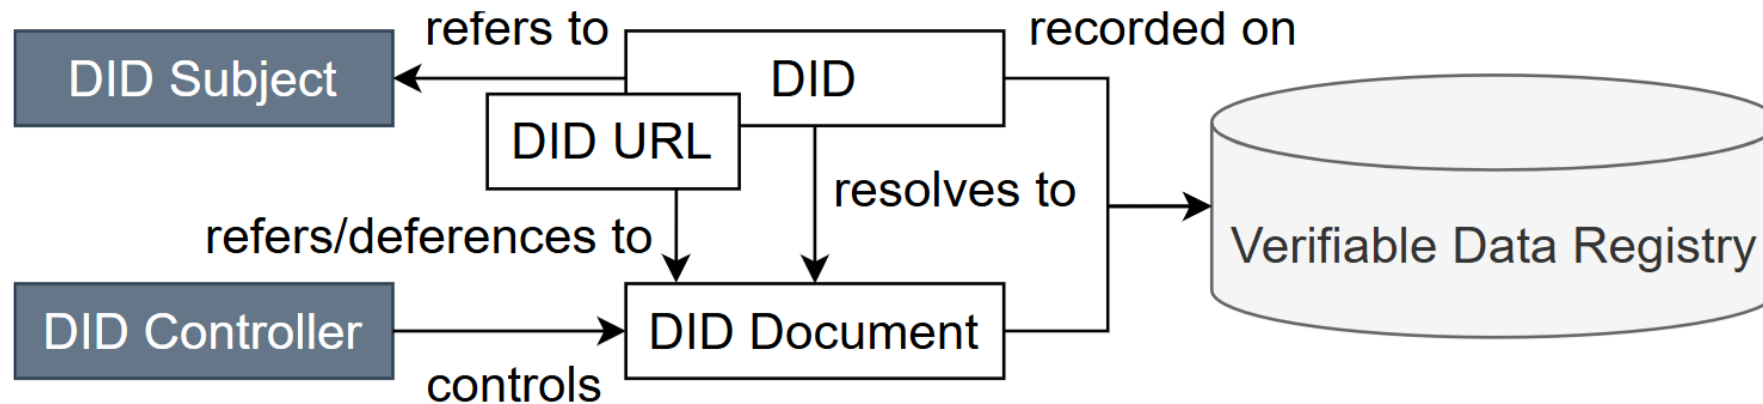 refers to
recorded on
DID Subject
DID
DID URL
resolves to
refers/deferences to
Verifiable Data Registry
DID Controller
DID Document
controls